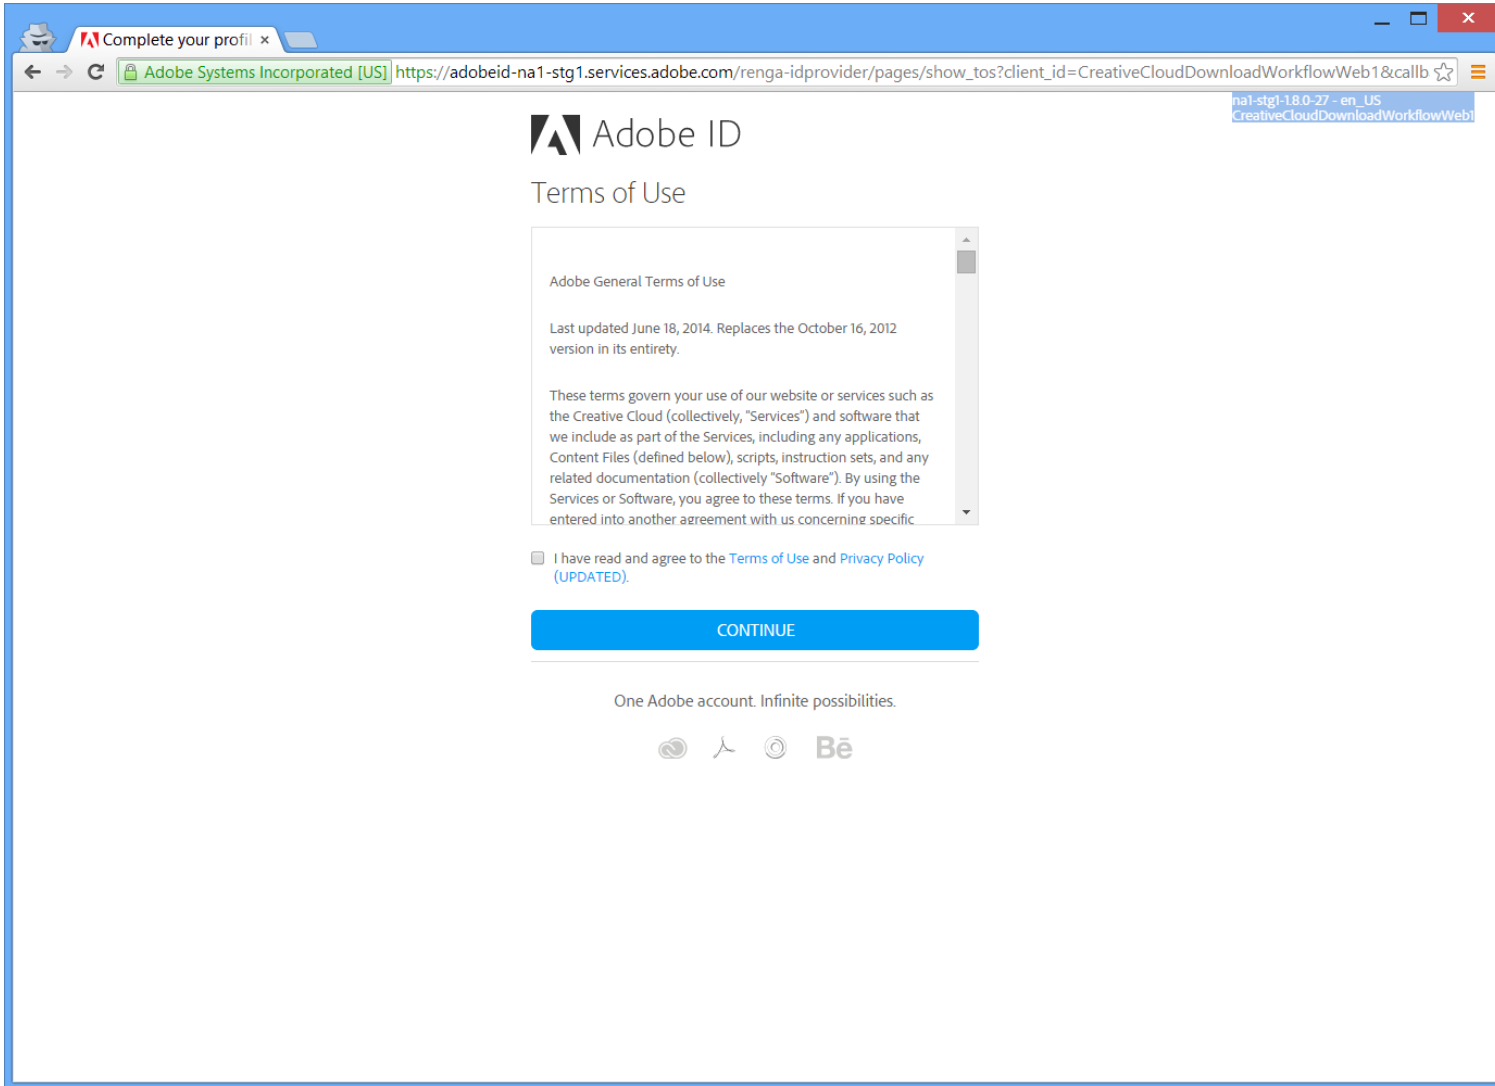 Complete your profil
Adobe Systems Incorporated [US] https://adobeid-na1-stg1.services.adobe.com/renga-idprovider/pages/show_tos?client_id=CreativeCloudDownloadWorkflowWeb1&callb
na1-stg1-1.8.0-27 - en_US
CreativeCloudDownloadWorkflowWeb1
Adobe ID
Terms of Use
Adobe General Terms of Use
Last updated June 18, 2014. Replaces the October 16, 2012
version in its entirety.
These terms govern your use of our website or services such as
the Creative Cloud (collectively, "Services") and software that
we include as part of the Services, including any applications,
Content Files (defined below), scripts, instruction sets, and any
related documentation (collectively "Software"). By using the
Services or Software, you agree to these terms. If you have
entered into another agreement with us concerning specific
I have read and agree to the Terms of Use and Privacy Policy
(UPDATED).
CONTINUE
One Adobe account. Infinite possibilities.
Bē